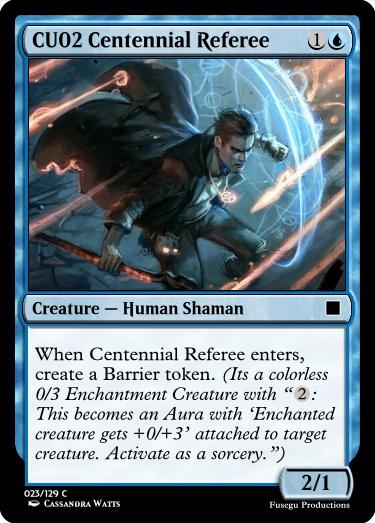 CU02 Centennial Referee 1
Creature — Human Shaman
When Centennial Referee enters,
create a Barrier token. (Its a colorless
0/3 Enchantment Creature with “2:
This becomes an Aura with ‘Enchanted
creature gets +0/+3’ attached to target
creature. Activate as a sorcery.”)
2/1
023/129 C
Cassandra Watts
Fusegu Productions